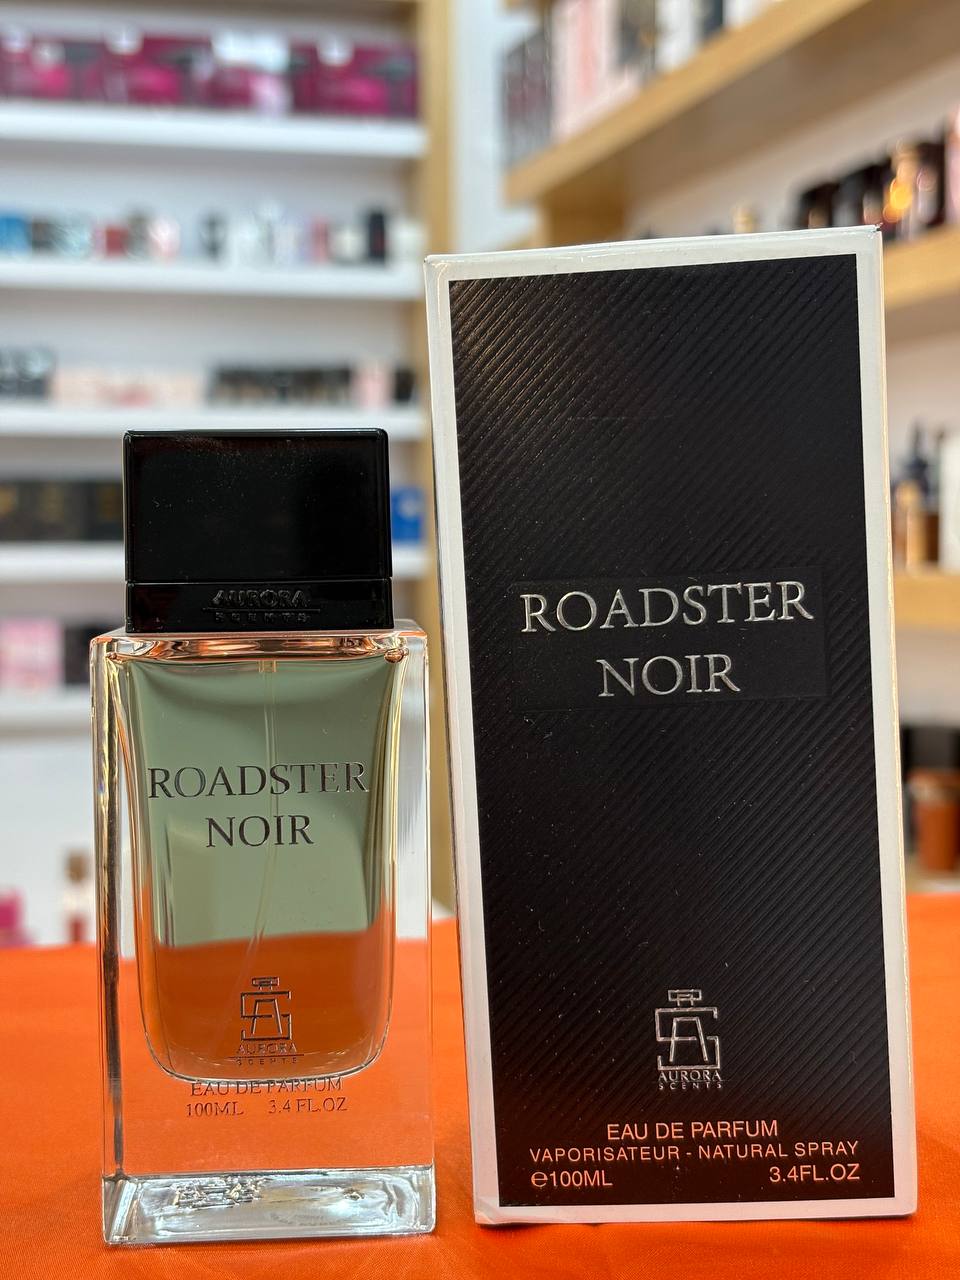 AURORA
SCENTS
ROADSTER
NOIR
AURORA
SCENTS
EAU DE PARFUM
100ML 3.4 FL.OZ
ROADSTER
NOIR
AURORA
SCENTS
EAU DE PARFUM
VAPORISATEUR - NATURAL SPRAY
℮100ML 3.4FL.OZ